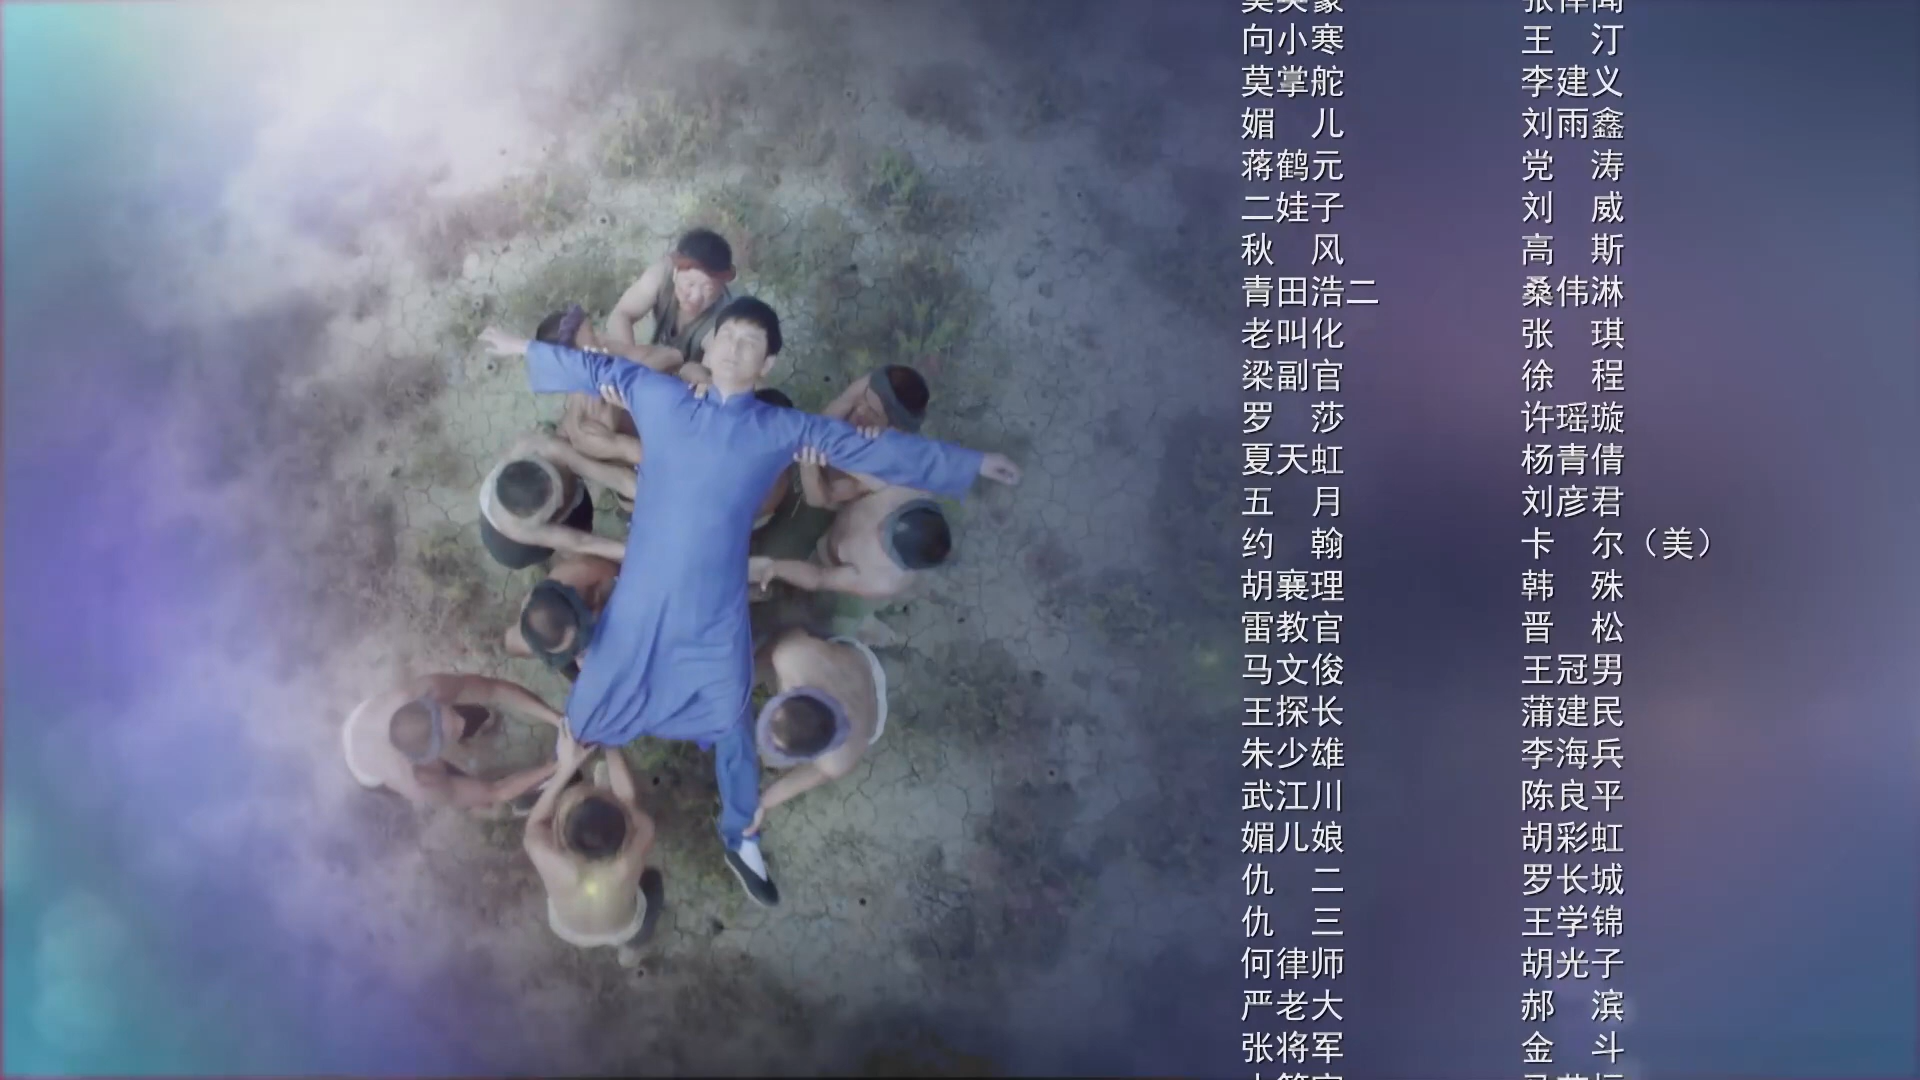 向小寒 王 汀
莫掌舵 李建义
媚 儿 刘雨鑫
蒋鹤元 党 涛
二娃子 刘 威
秋 风 高 斯
青田浩二 桑伟淋
老叫化 张 琪
梁副官 徐 程
罗 莎 许瑶璇
夏天虹 杨青倩
五 月 刘彦君
约 翰 卡 尔（美）
胡襄理 韩 殊
雷教官 晋 松
马文俊 王冠男
王探长 蒲建民
朱少雄 李海兵
武江川 陈良平
媚儿娘 胡彩虹
仇 二 罗长城
仇 三 王学锦
何律师 胡光子
严老大 郝 滨
张将军 金 斗